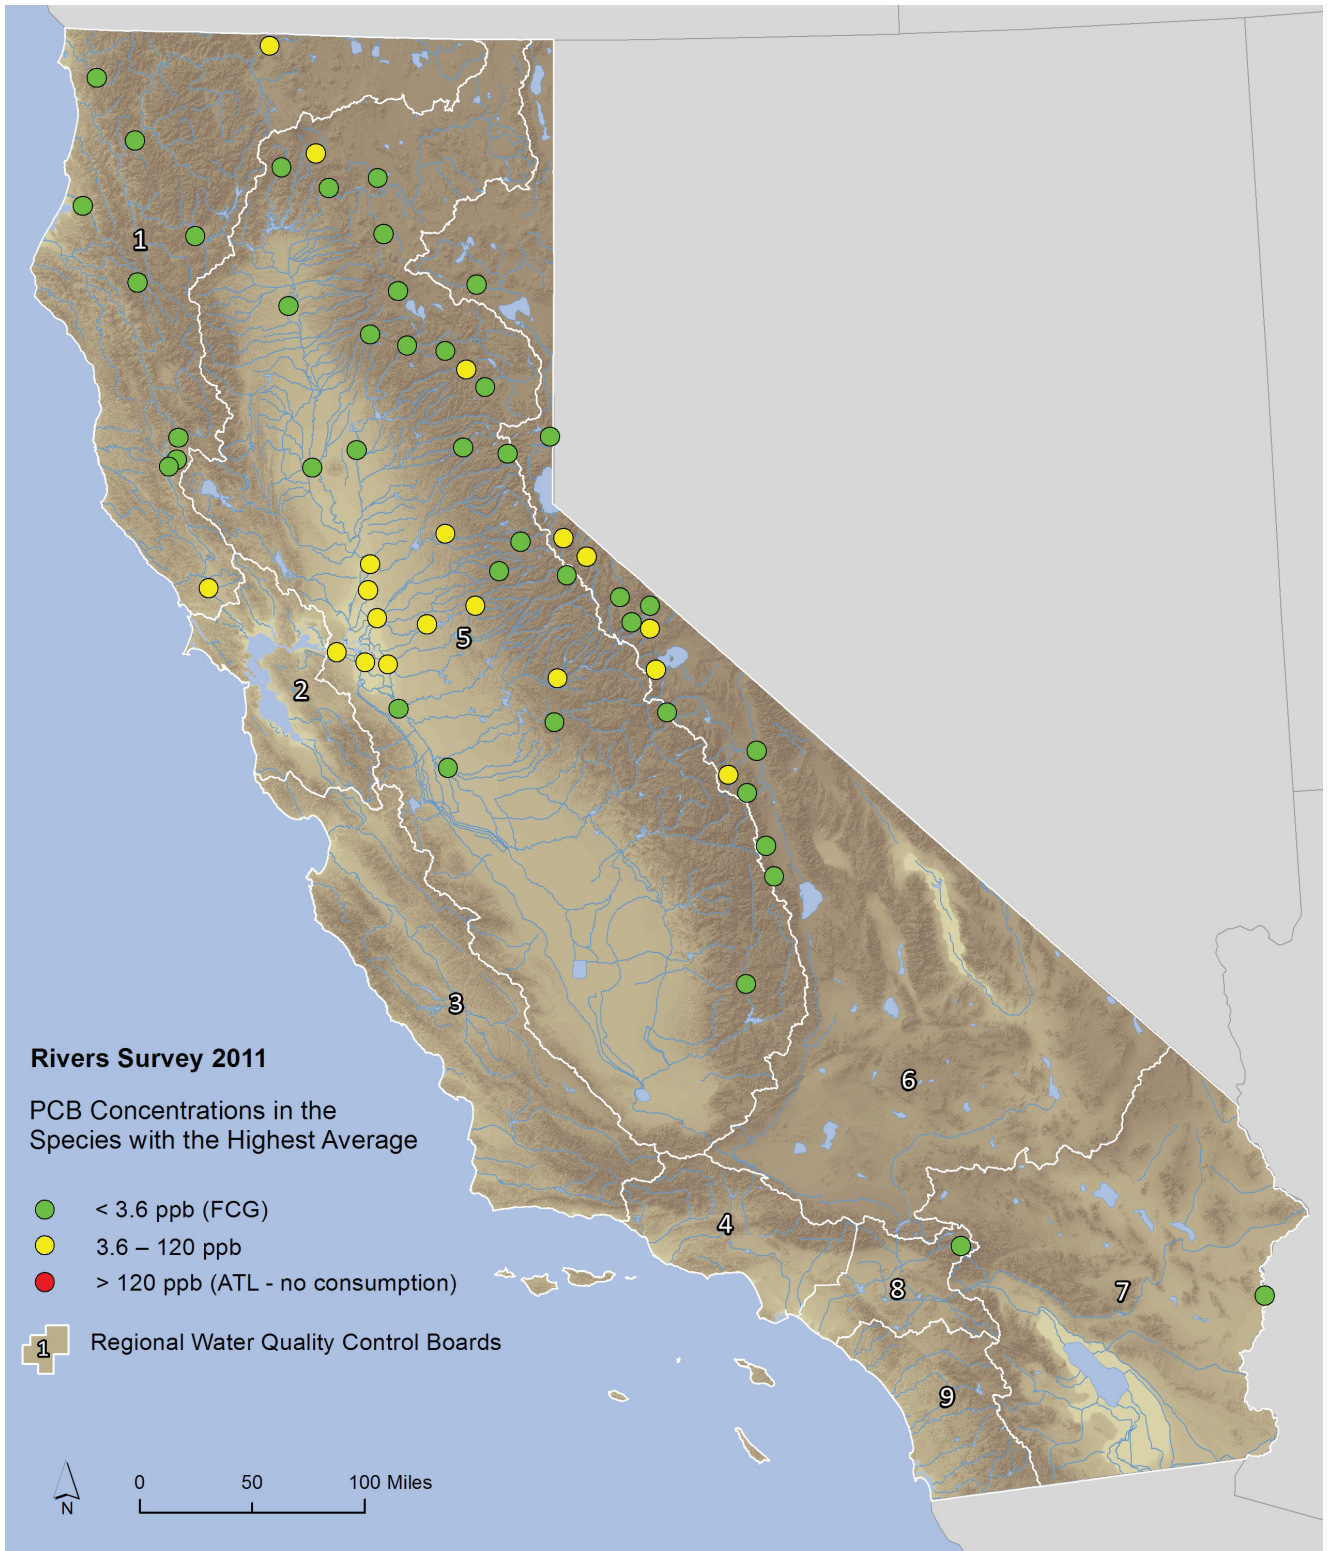 1
5
2
3
6
4
8
7
9
Rivers Survey 2011
PCB Concentrations in the
Species with the Highest Average
< 3.6 ppb (FCG)
3.6 – 120 ppb
> 120 ppb (ATL - no consumption)
1 Regional Water Quality Control Boards
N
0 50 100 Miles